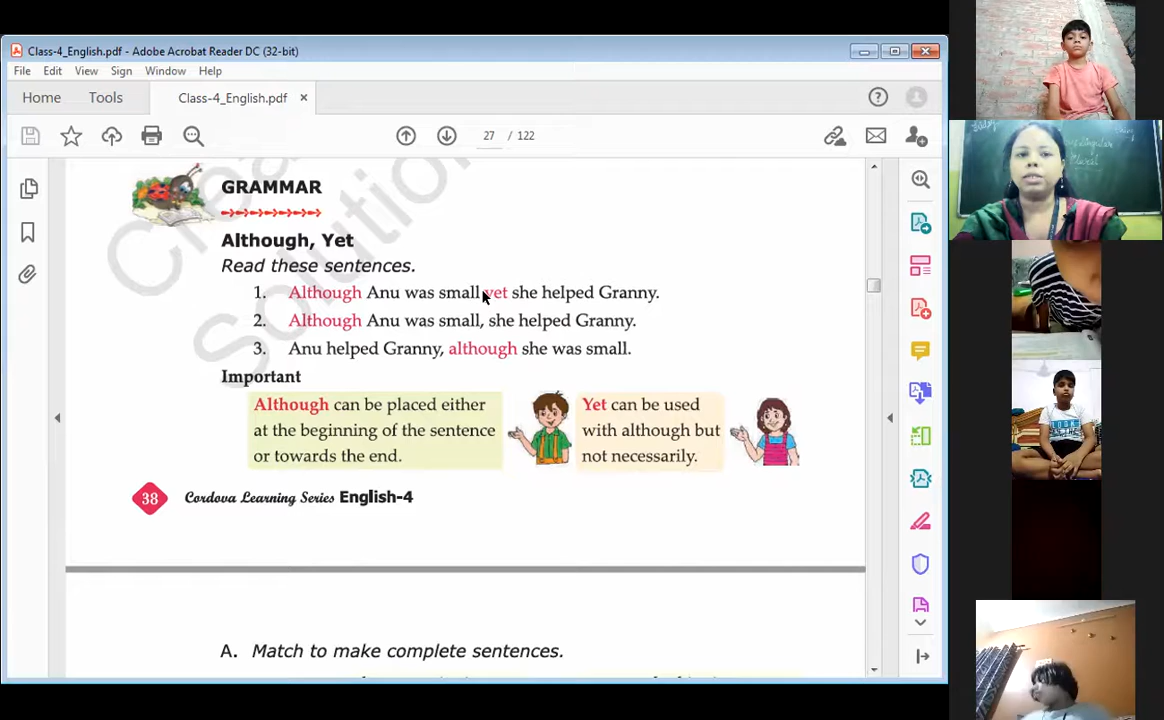 Class-4_English.pdf - Adobe Acrobat Reader DC (32-bit)
File Edit View Sign Window Help
Home Tools Class-4_English.pdf ×
27 / 122
Crea
Solution
GRAMMAR
Although, Yet
Read these sentences.
1. Although Anu was small yet she helped Granny.
2. Although Anu was small, she helped Granny.
3. Anu helped Granny, although she was small.
Important
Although can be placed either
at the beginning of the sentence
or towards the end.
Yet can be used
with although but
not necessarily.
38 Cordova Learning Series English-4
A. Match to make complete sentences.